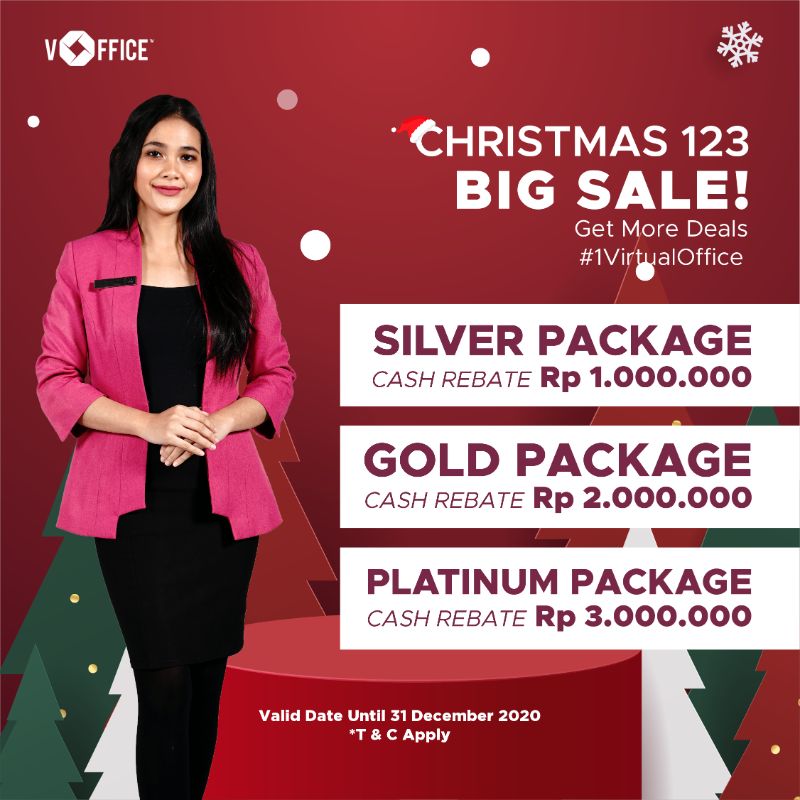 VOFFICE™
CHRISTMAS 123
BIG SALE!
Get More Deals
#1VirtualOffice
SILVER PACKAGE
CASH REBATE Rp 1.000.000
GOLD PACKAGE
CASH REBATE Rp 2.000.000
PLATINUM PACKAGE
CASH REBATE Rp 3.000.000
Valid Date Until 31 December 2020
*T & C Apply